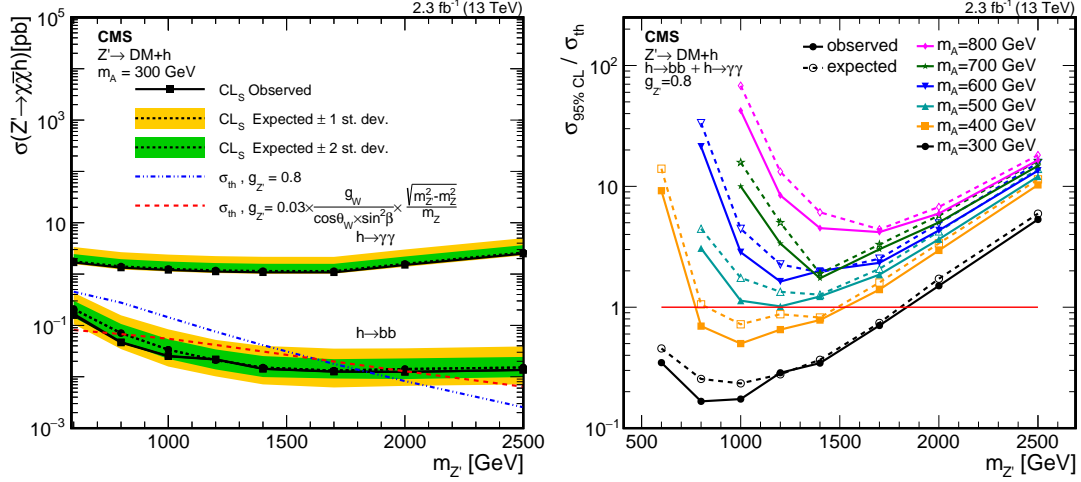 2.3 fb⁻¹ (13 TeV)
CMS
Z'→ DM+h
m_A = 300 GeV
CL_S Observed
CL_S Expected ± 1 st. dev.
CL_S Expected ± 2 st. dev.
σ_th , g_Z' = 0.8
σ_th , g_Z' = 0.03 × g_W / (cosθ_W × sin²β) × √(m²_Z' - m²_Z) / m_Z'
h→γγ
h→bb
σ(Z'→χ̄χh)[pb]
10⁵
10³
10
10⁻¹
10⁻³
1000 1500 2000 2500
m_Z' [GeV]
2.3 fb⁻¹ (13 TeV)
CMS
Z'→ DM+h
h→bb + h→γγ
g_Z'=0.8
observed
expected
m_A=800 GeV
m_A=700 GeV
m_A=600 GeV
m_A=500 GeV
m_A=400 GeV
m_A=300 GeV
σ_95% CL / σ_th
10²
10
1
10⁻¹
500 1000 1500 2000 2500
m_Z' [GeV]